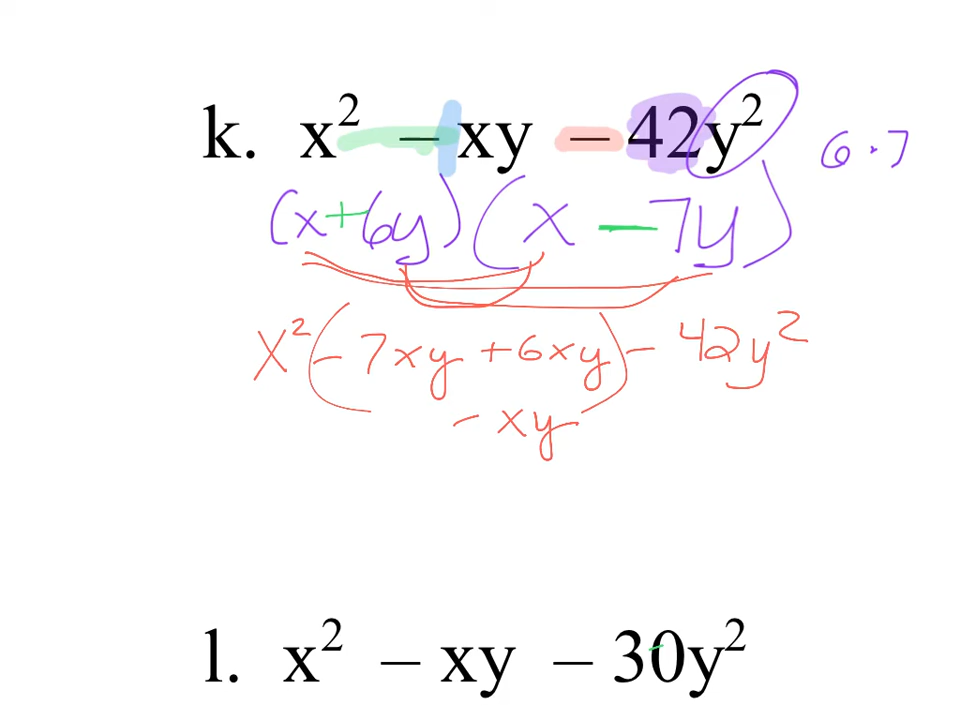 k. x² – xy – 42y² 6 · 7
(x+6y)(x – 7y)
x²(– 7xy + 6xy) – 42y²
– xy
l. x² – xy – 30y²